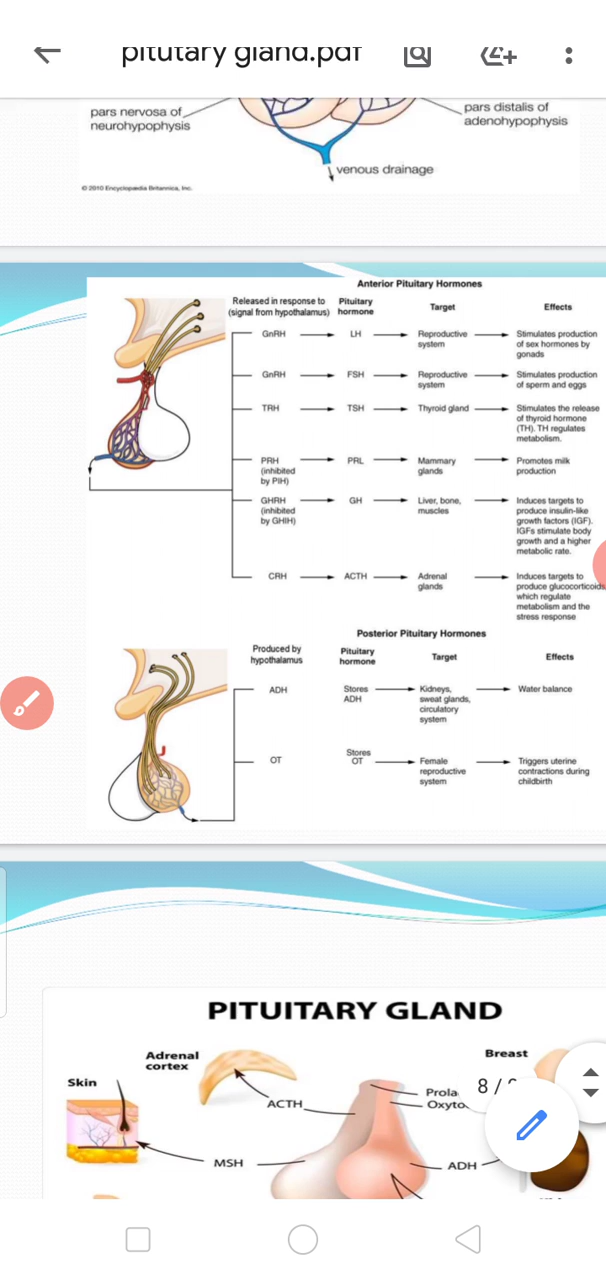 pitutary gland.pdf
pars nervosa of
neurohypophysis
pars distalis of
adenohypophysis
venous drainage
© 2010 Encyclopædia Britannica, Inc.
Anterior Pituitary Hormones
Released in response to
(signal from hypothalamus)
Pituitary
hormone
Target
Effects
GnRH
LH
Reproductive
system
Stimulates production
of sex hormones by
gonads
GnRH
FSH
Reproductive
system
Stimulates production
of sperm and eggs
TRH
TSH
Thyroid gland
Stimulates the release
of thyroid hormone
(TH). TH regulates
metabolism.
PRH
(inhibited
by PIH)
PRL
Mammary
glands
Promotes milk
production
GHRH
(inhibited
by GHIH)
GH
Liver, bone,
muscles
Induces targets to
produce insulin-like
growth factors (IGF).
IGFs stimulate body
growth and a higher
metabolic rate.
CRH
ACTH
Adrenal
glands
Induces targets to
produce glucocorticoids,
which regulate
metabolism and the
stress response
Posterior Pituitary Hormones
Produced by
hypothalamus
Pituitary
hormone
Target
Effects
ADH
Stores
ADH
Kidneys,
sweat glands,
circulatory
system
Water balance
OT
Stores
OT
Female
reproductive
system
Triggers uterine
contractions during
childbirth
PITUITARY GLAND
Adrenal
cortex
Breast
Skin
ACTH
Prola
Oxyto
8 /
MSH
ADH